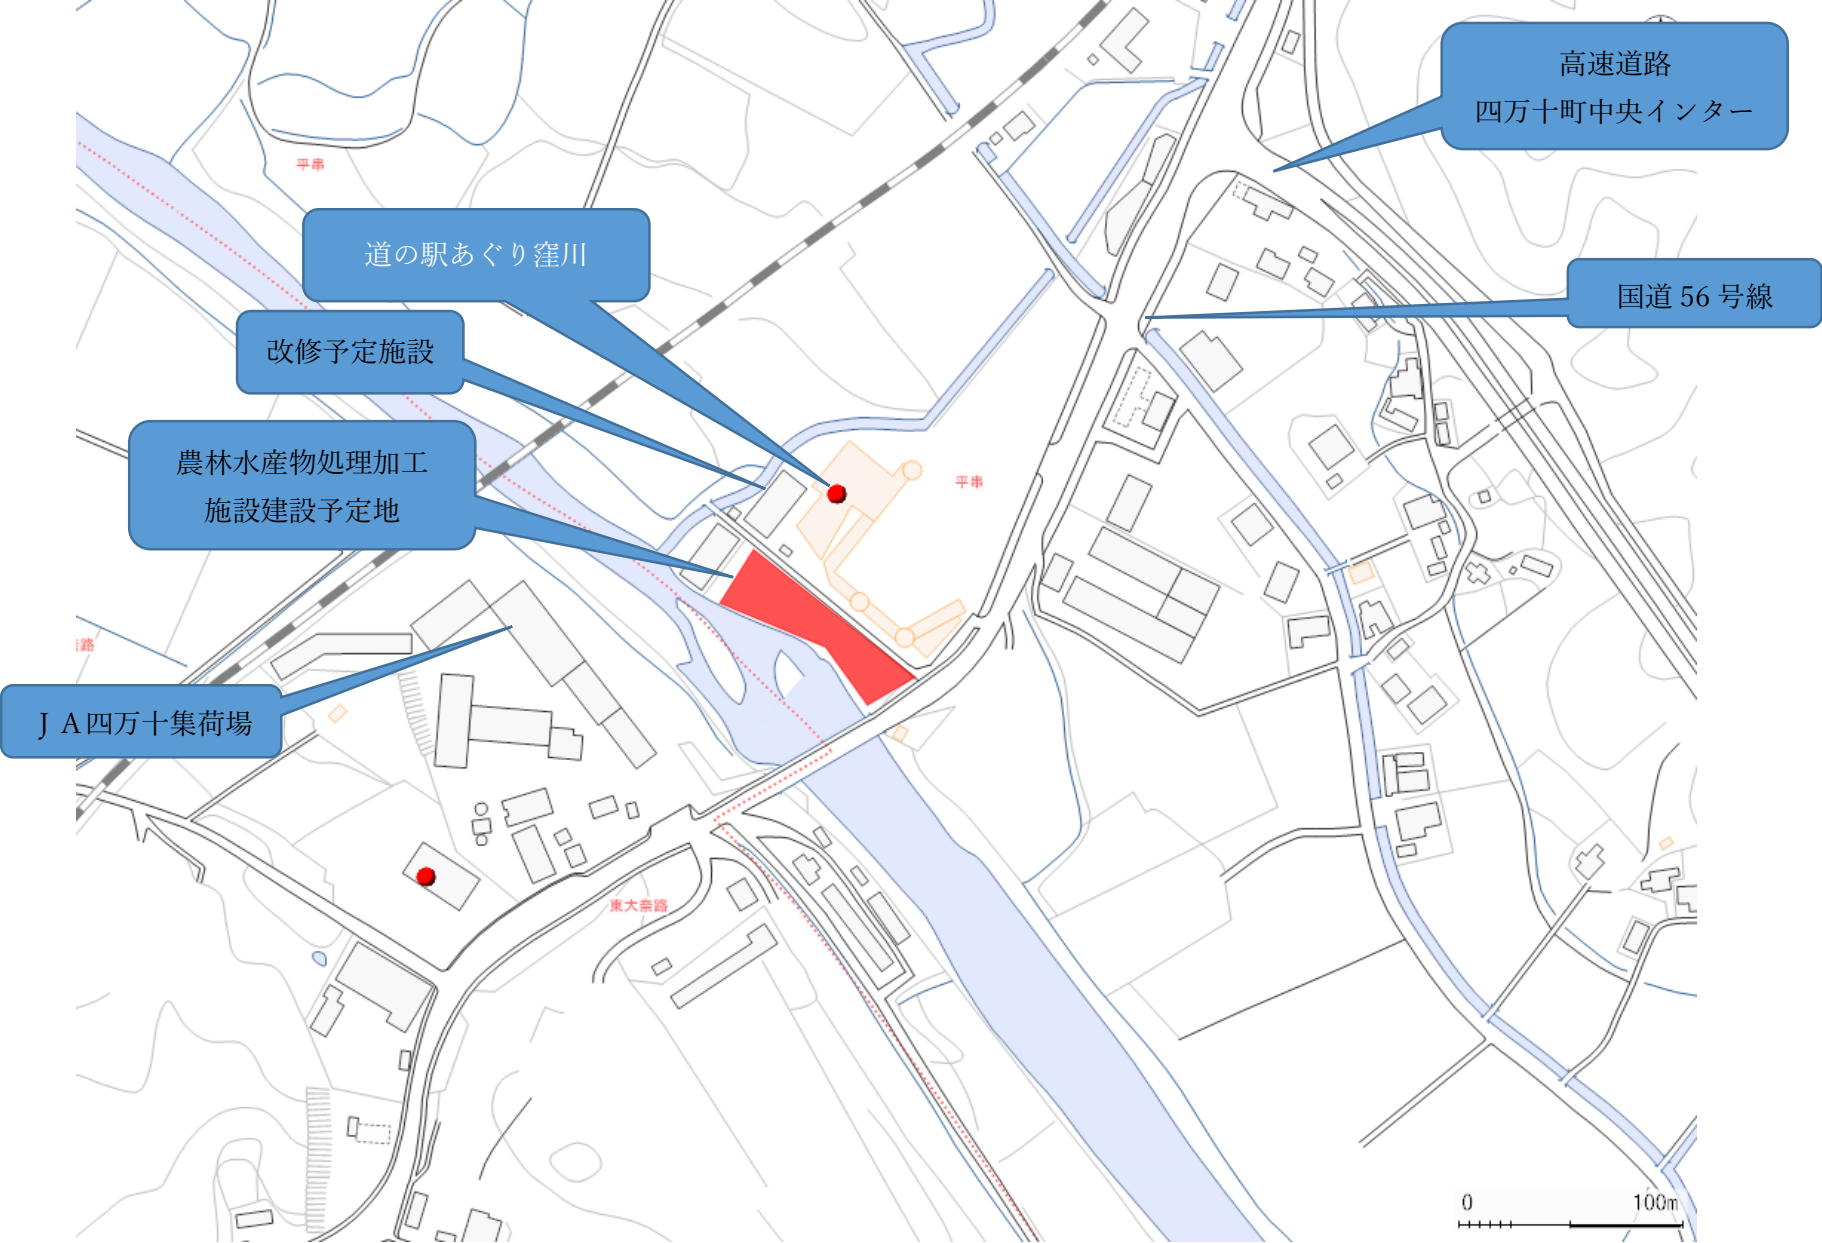 高速道路
四万十町中央インター
平串
道の駅あぐり窪川
国道 56 号線
改修予定施設
農林水産物処理加工
施設建設予定地
平串
路
ＪＡ四万十集荷場
東大奈路
0 100m